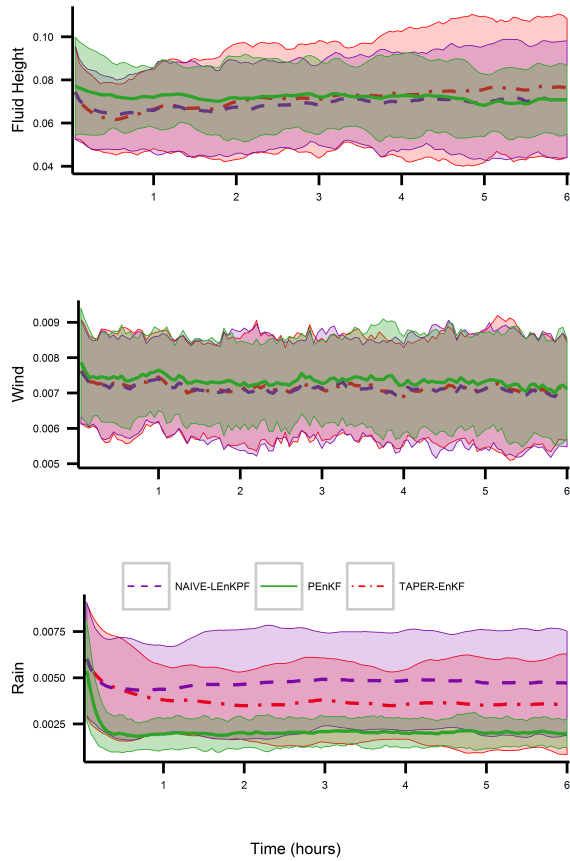 Fluid Height
0.10
0.08
0.06
0.04
1 2 3 4 5 6
Wind
0.009
0.008
0.007
0.006
0.005
1 2 3 4 5 6
NAIVE-LEnKPF PEnKF TAPER-EnKF
Rain
0.0075
0.0050
0.0025
1 2 3 4 5 6
Time (hours)